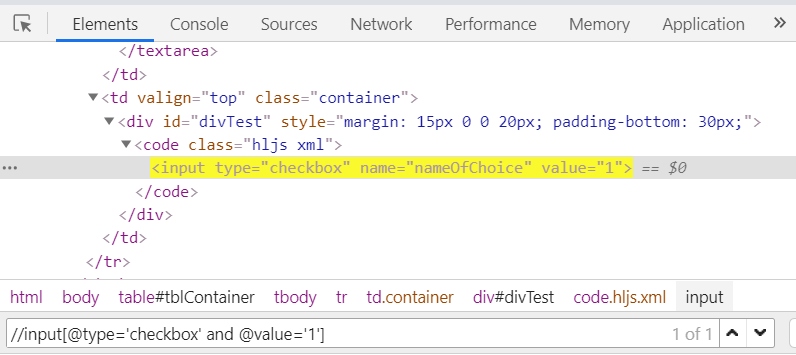 Elements Console Sources Network Performance Memory Application »
</textarea>
</td>
▼<td valign="top" class="container">
▼<div id="divTest" style="margin: 15px 0 0 20px; padding-bottom: 30px;">
▼<code class="hljs xml">
… <input type="checkbox" name="nameOfChoice" value="1"> == $0
</code>
</div>
</td>
</tr>
html body table#tblContainer tbody tr td.container div#divTest code.hljs.xml input
//input[@type='checkbox' and @value='1'] 1 of 1